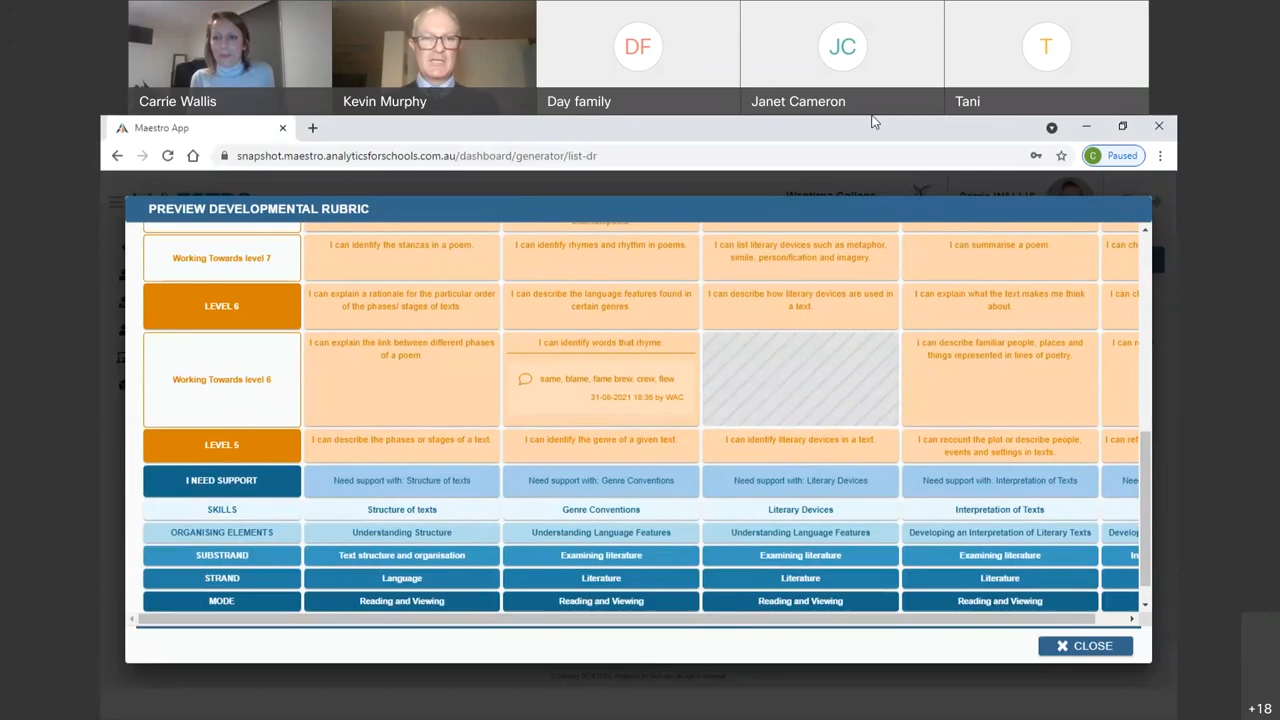 DF
JC
T
Carrie Wallis
Kevin Murphy
Day family
Janet Cameron
Tani
Maestro App
snapshot.maestro.analyticsforschools.com.au/dashboard/generator/list-dr
C
Paused
PREVIEW DEVELOPMENTAL RUBRIC
Working Towards level 7
I can identify the stanzas in a poem.
I can identify rhymes and rhythm in poems.
I can list literary devices such as metaphor,
simile, personification and imagery.
I can summarise a poem.
I can ch
LEVEL 6
I can explain a rationale for the particular order
of the phases/ stages of texts.
I can describe the language features found in
certain genres.
I can describe how literary devices are used in
a text.
I can explain what the text makes me think
about.
I can cl
Working Towards level 6
I can explain the link between different phases
of a poem.
I can identify words that rhyme
same, blame, fame brew, crew, flew
31-08-2021 18:36 by WAC
I can describe familiar people, places and
things represented in lines of poetry.
I can r
LEVEL 5
I can describe the phases or stages of a text.
I can identify the genre of a given text.
I can identify literary devices in a text.
I can recount the plot or describe people,
events and settings in texts.
I can ref
I NEED SUPPORT
Need support with: Structure of texts
Need support with: Genre Conventions
Need support with: Literary Devices
Need support with: Interpretation of Texts
Nee
SKILLS
Structure of texts
Genre Conventions
Literary Devices
Interpretation of Texts
ORGANISING ELEMENTS
Understanding Structure
Understanding Language Features
Understanding Language Features
Developing an Interpretation of Literary Texts
Develo
SUBSTRAND
Text structure and organisation
Examining literature
Examining literature
Examining literature
In
STRAND
Language
Literature
Literature
Literature
MODE
Reading and Viewing
Reading and Viewing
Reading and Viewing
Reading and Viewing
CLOSE
+18